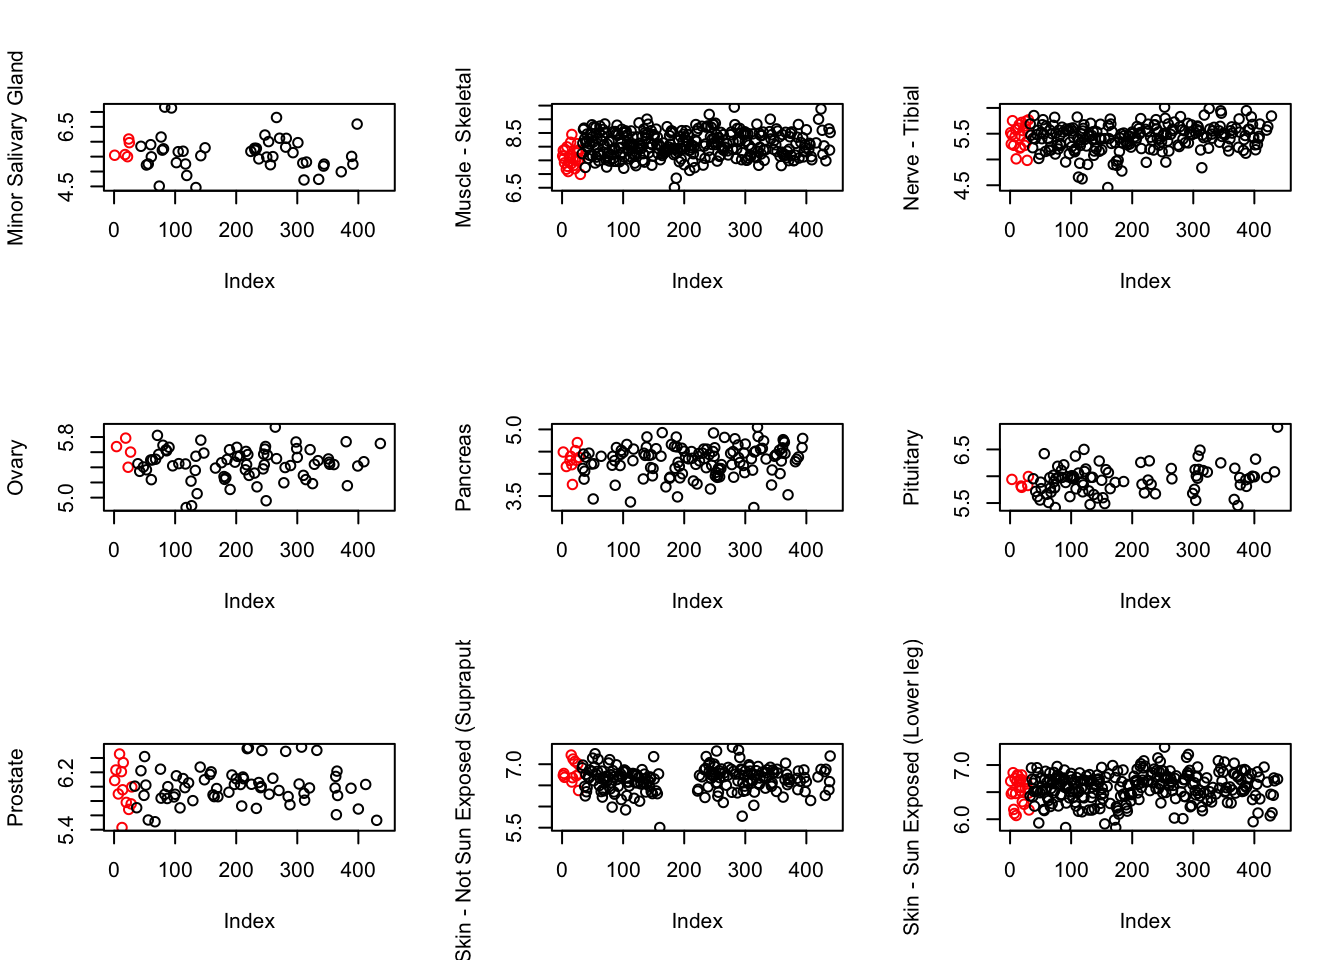 Minor Salivary Gland
4.5 6.5
0 100 200 300 400
Index
Muscle - Skeletal
6.5 8.5
0 100 200 300 400
Index
Nerve - Tibial
4.5 5.5
0 100 200 300 400
Index
Ovary
5.0 5.8
0 100 200 300 400
Index
Pancreas
3.5 5.0
0 100 200 300 400
Index
Pituitary
5.5 6.5
0 100 200 300 400
Index
Prostate
5.4 6.2
0 100 200 300 400
Index
Skin - Not Sun Exposed (Suprapub
5.5 7.0
0 100 200 300 400
Index
Skin - Sun Exposed (Lower leg)
6.0 7.0
0 100 200 300 400
Index